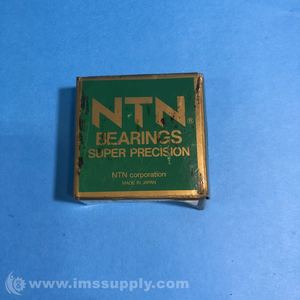 NTN®
BEARINGS
SUPER PRECISION
NTN corporation
MADE IN JAPAN
© www.imssupply.com